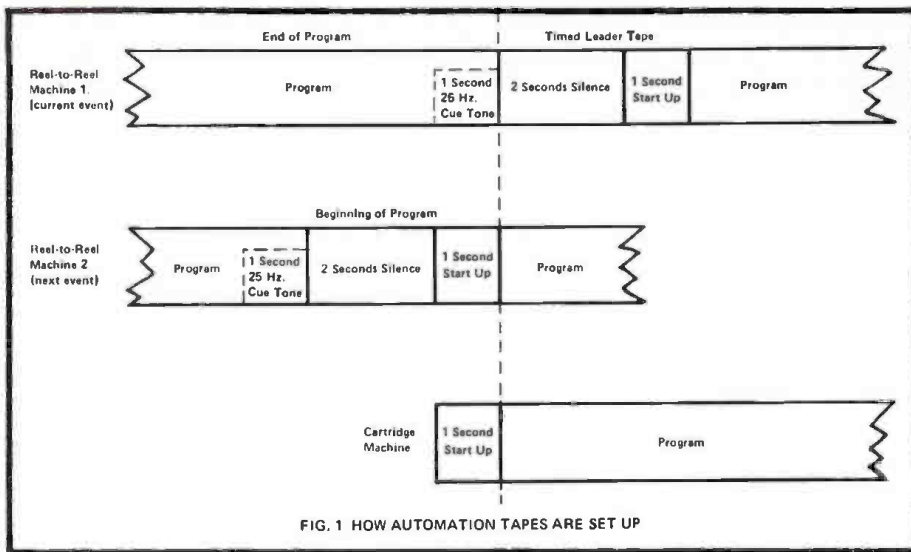 End of Program
Timed Leader Tape
Reel-to-Reel
Machine 1.
(current event)
Program
1 Second
25 Hz.
Cue Tone
2 Seconds Silence
1 Second
Start Up
Program
Beginning of Program
Reel-to-Reel
Machine 2
(next event)
Program
1 Second
25 Hz.
Cue Tone
2 Seconds Silence
1 Second
Start Up
Program
Cartridge
Machine
1 Second
Start Up
Program
FIG. 1 HOW AUTOMATION TAPES ARE SET UP